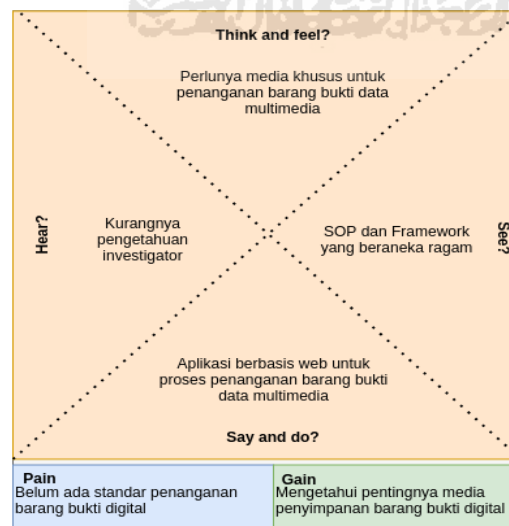 Think and feel?
Perlunya media khusus untuk
penanganan barang bukti data
multimedia
Hear?
Kurangnya
pengetahuan
investigator
SOP dan Framework
yang beraneka ragam
See?
Aplikasi berbasis web untuk
proses penanganan barang bukti
data multimedia
Say and do?
Pain
Belum ada standar penanganan
barang bukti digital
Gain
Mengetahui pentingnya media
penyimpanan barang bukti digital